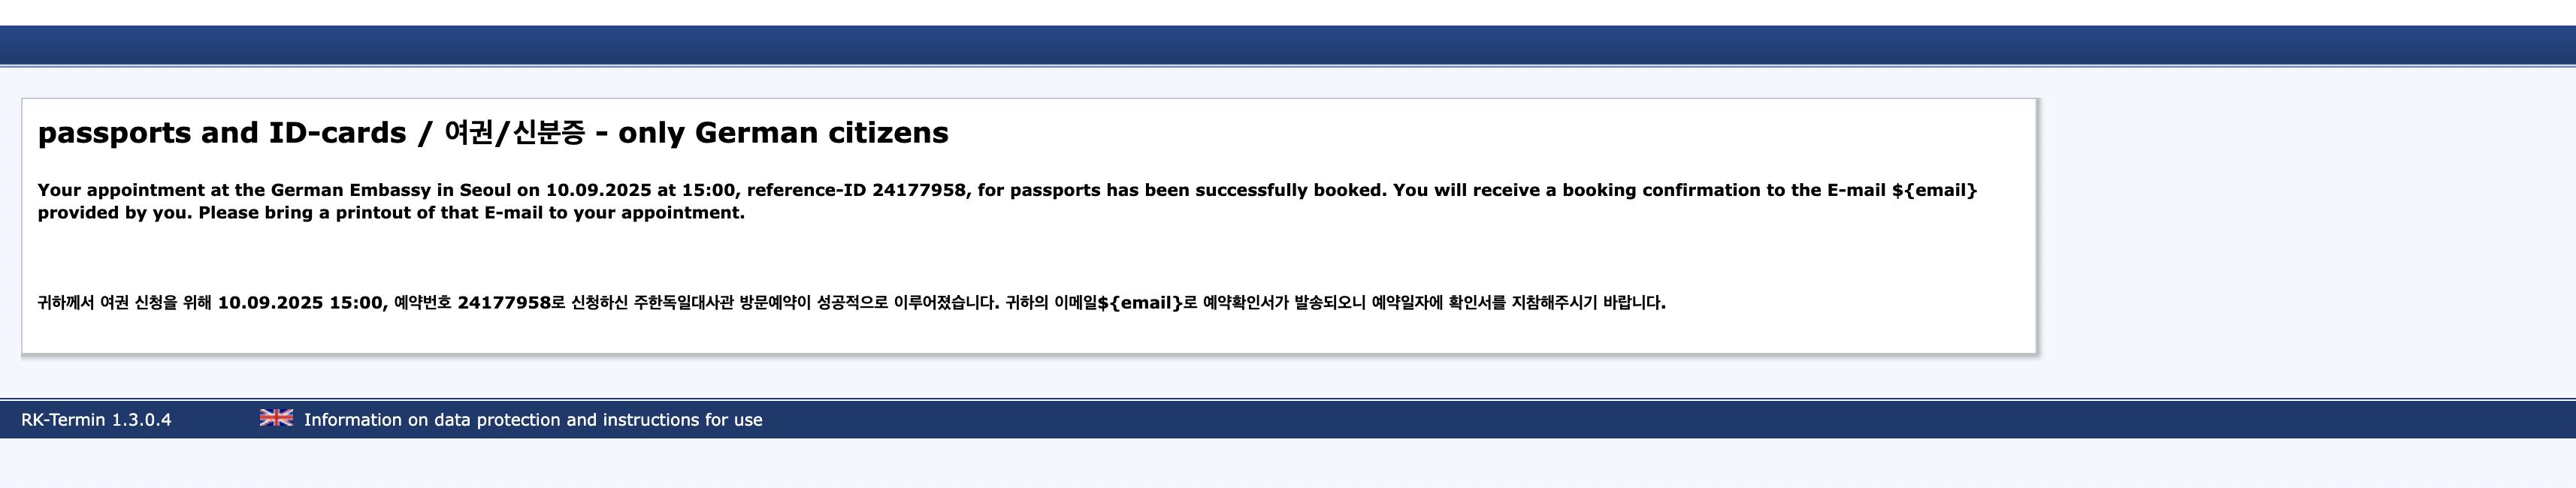 passports and ID-cards / 여권/신분증 - only German citizens
Your appointment at the German Embassy in Seoul on 10.09.2025 at 15:00, reference-ID 24177958, for passports has been successfully booked. You will receive a booking confirmation to the E-mail ${email}
provided by you. Please bring a printout of that E-mail to your appointment.
귀하께서 여권 신청을 위해 10.09.2025 15:00, 예약번호 24177958로 신청하신 주한독일대사관 방문예약이 성공적으로 이루어졌습니다. 귀하의 이메일${email}로 예약확인서가 발송되오니 예약일자에 확인서를 지참해주시기 바랍니다.
RK-Termin 1.3.0.4 Information on data protection and instructions for use